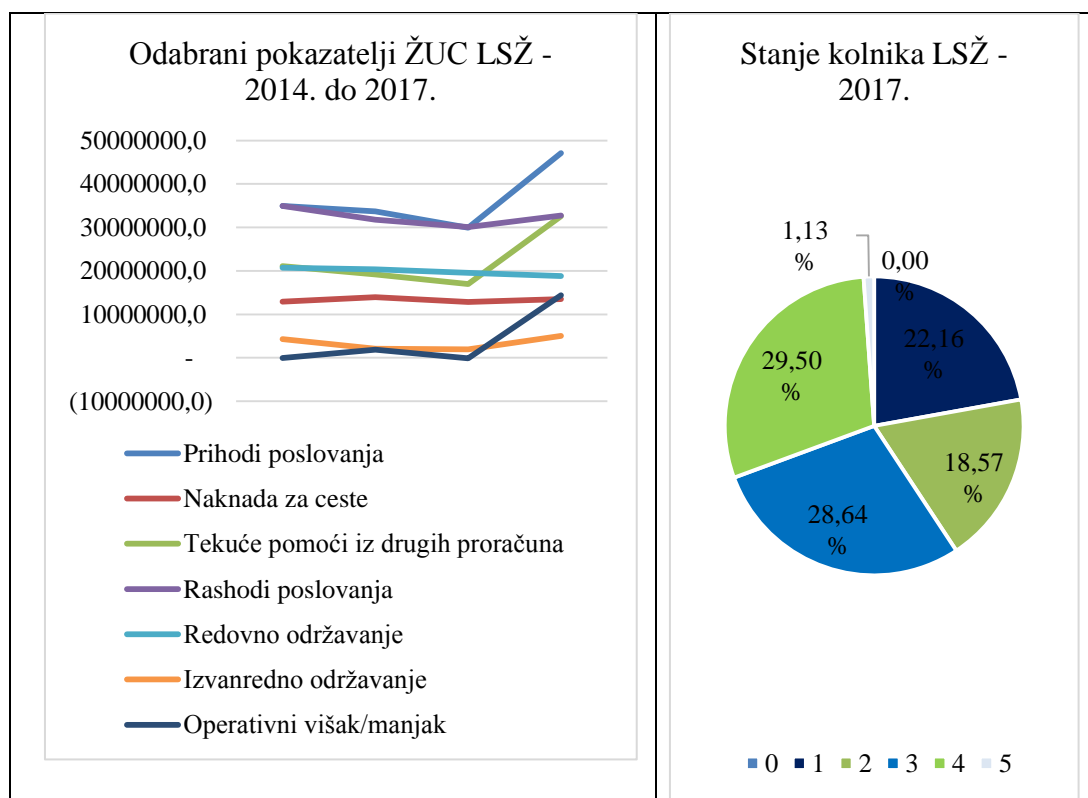 Odabrani pokazatelji ŽUC LSŽ -
2014. do 2017.
50000000,0
40000000,0
30000000,0
20000000,0
10000000,0
-
(10000000,0)
Prihodi poslovanja
Naknada za ceste
Tekuće pomoći iz drugih proračuna
Rashodi poslovanja
Redovno održavanje
Izvanredno održavanje
Operativni višak/manjak
Stanje kolnika LSŽ -
2017.
1,13
%
0,00
%
22,16
%
29,50
%
18,57
%
28,64
%
0 1 2 3 4 5